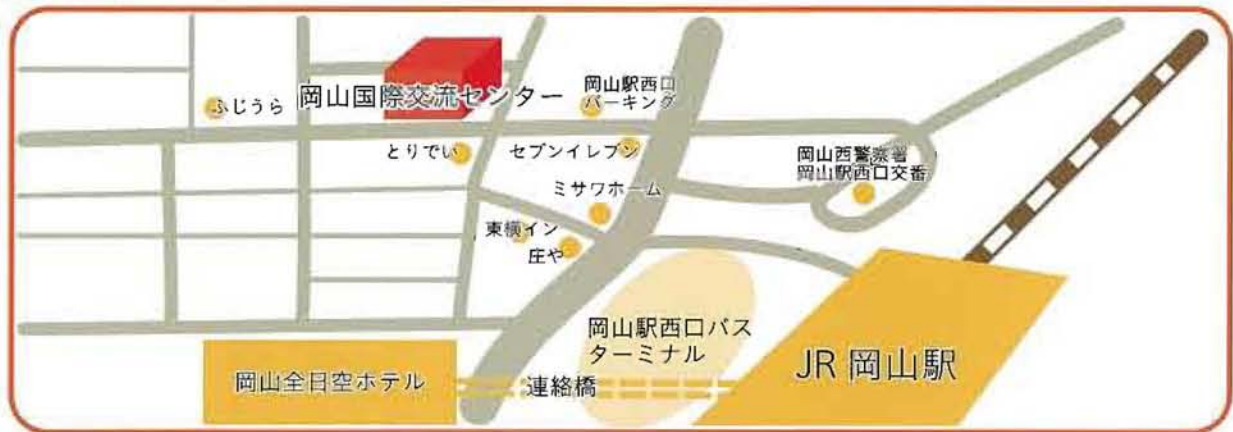 岡山国際交流センター
岡山駅西口
パーキング
ふじうら
とりでい
セブンイレブン
岡山西警察署
岡山駅西口交番
ミサワホーム
東横イン
庄や
岡山駅西口バス
ターミナル
JR 岡山駅
岡山全日空ホテル
連絡橋